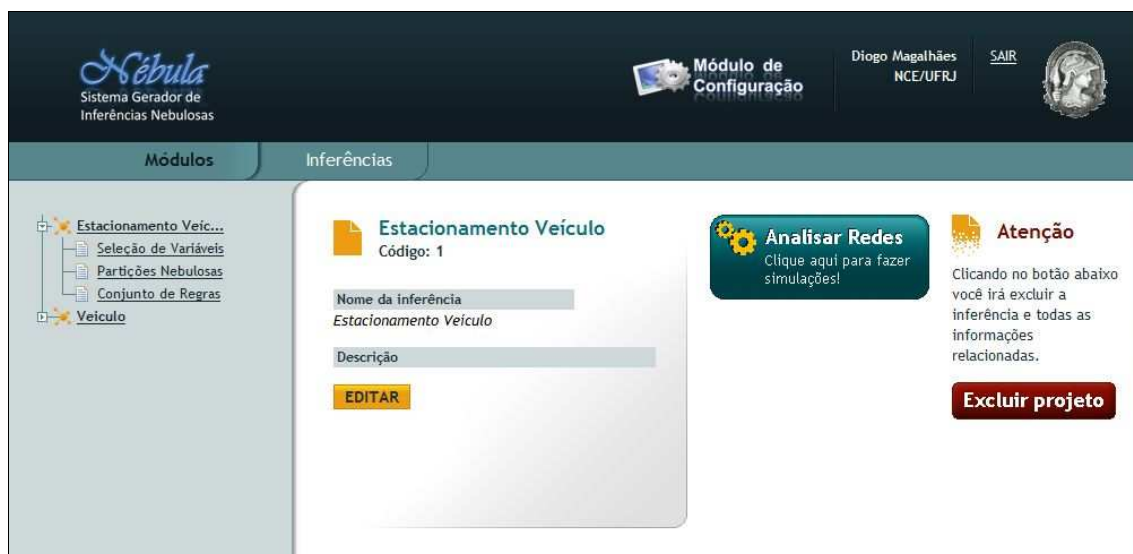 Nébula
Sistema Gerador de
Inferências Nebulosas
Módulo de
Configuração
Diogo Magalhães
NCE/UFRJ
SAIR
Módulos
Inferências
Estacionamento Veíc...
Seleção de Variáveis
Partições Nebulosas
Conjunto de Regras
Veiculo
Estacionamento Veículo
Código: 1
Nome da inferência
Estacionamento Veículo
Descrição
EDITAR
Analisar Redes
Clique aqui para fazer
simulações!
Atenção
Clicando no botão abaixo
você irá excluir a
inferência e todas as
informações
relacionadas.
Excluir projeto